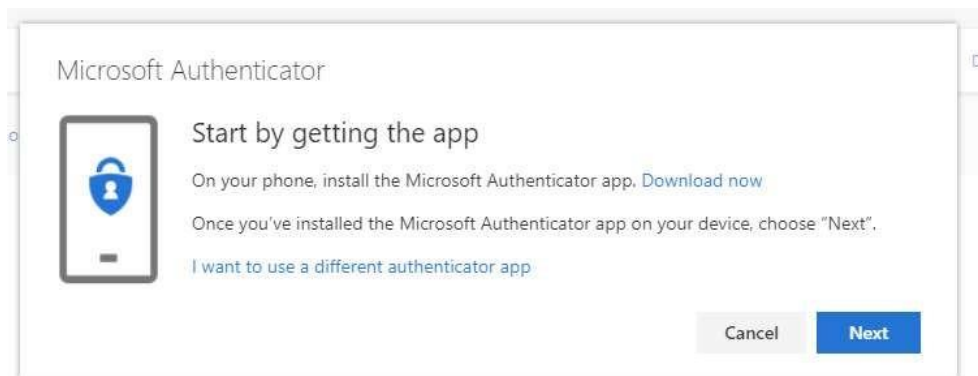 Microsoft Authenticator
Start by getting the app
On your phone, install the Microsoft Authenticator app. Download now
Once you've installed the Microsoft Authenticator app on your device, choose “Next”.
I want to use a different authenticator app
Cancel Next